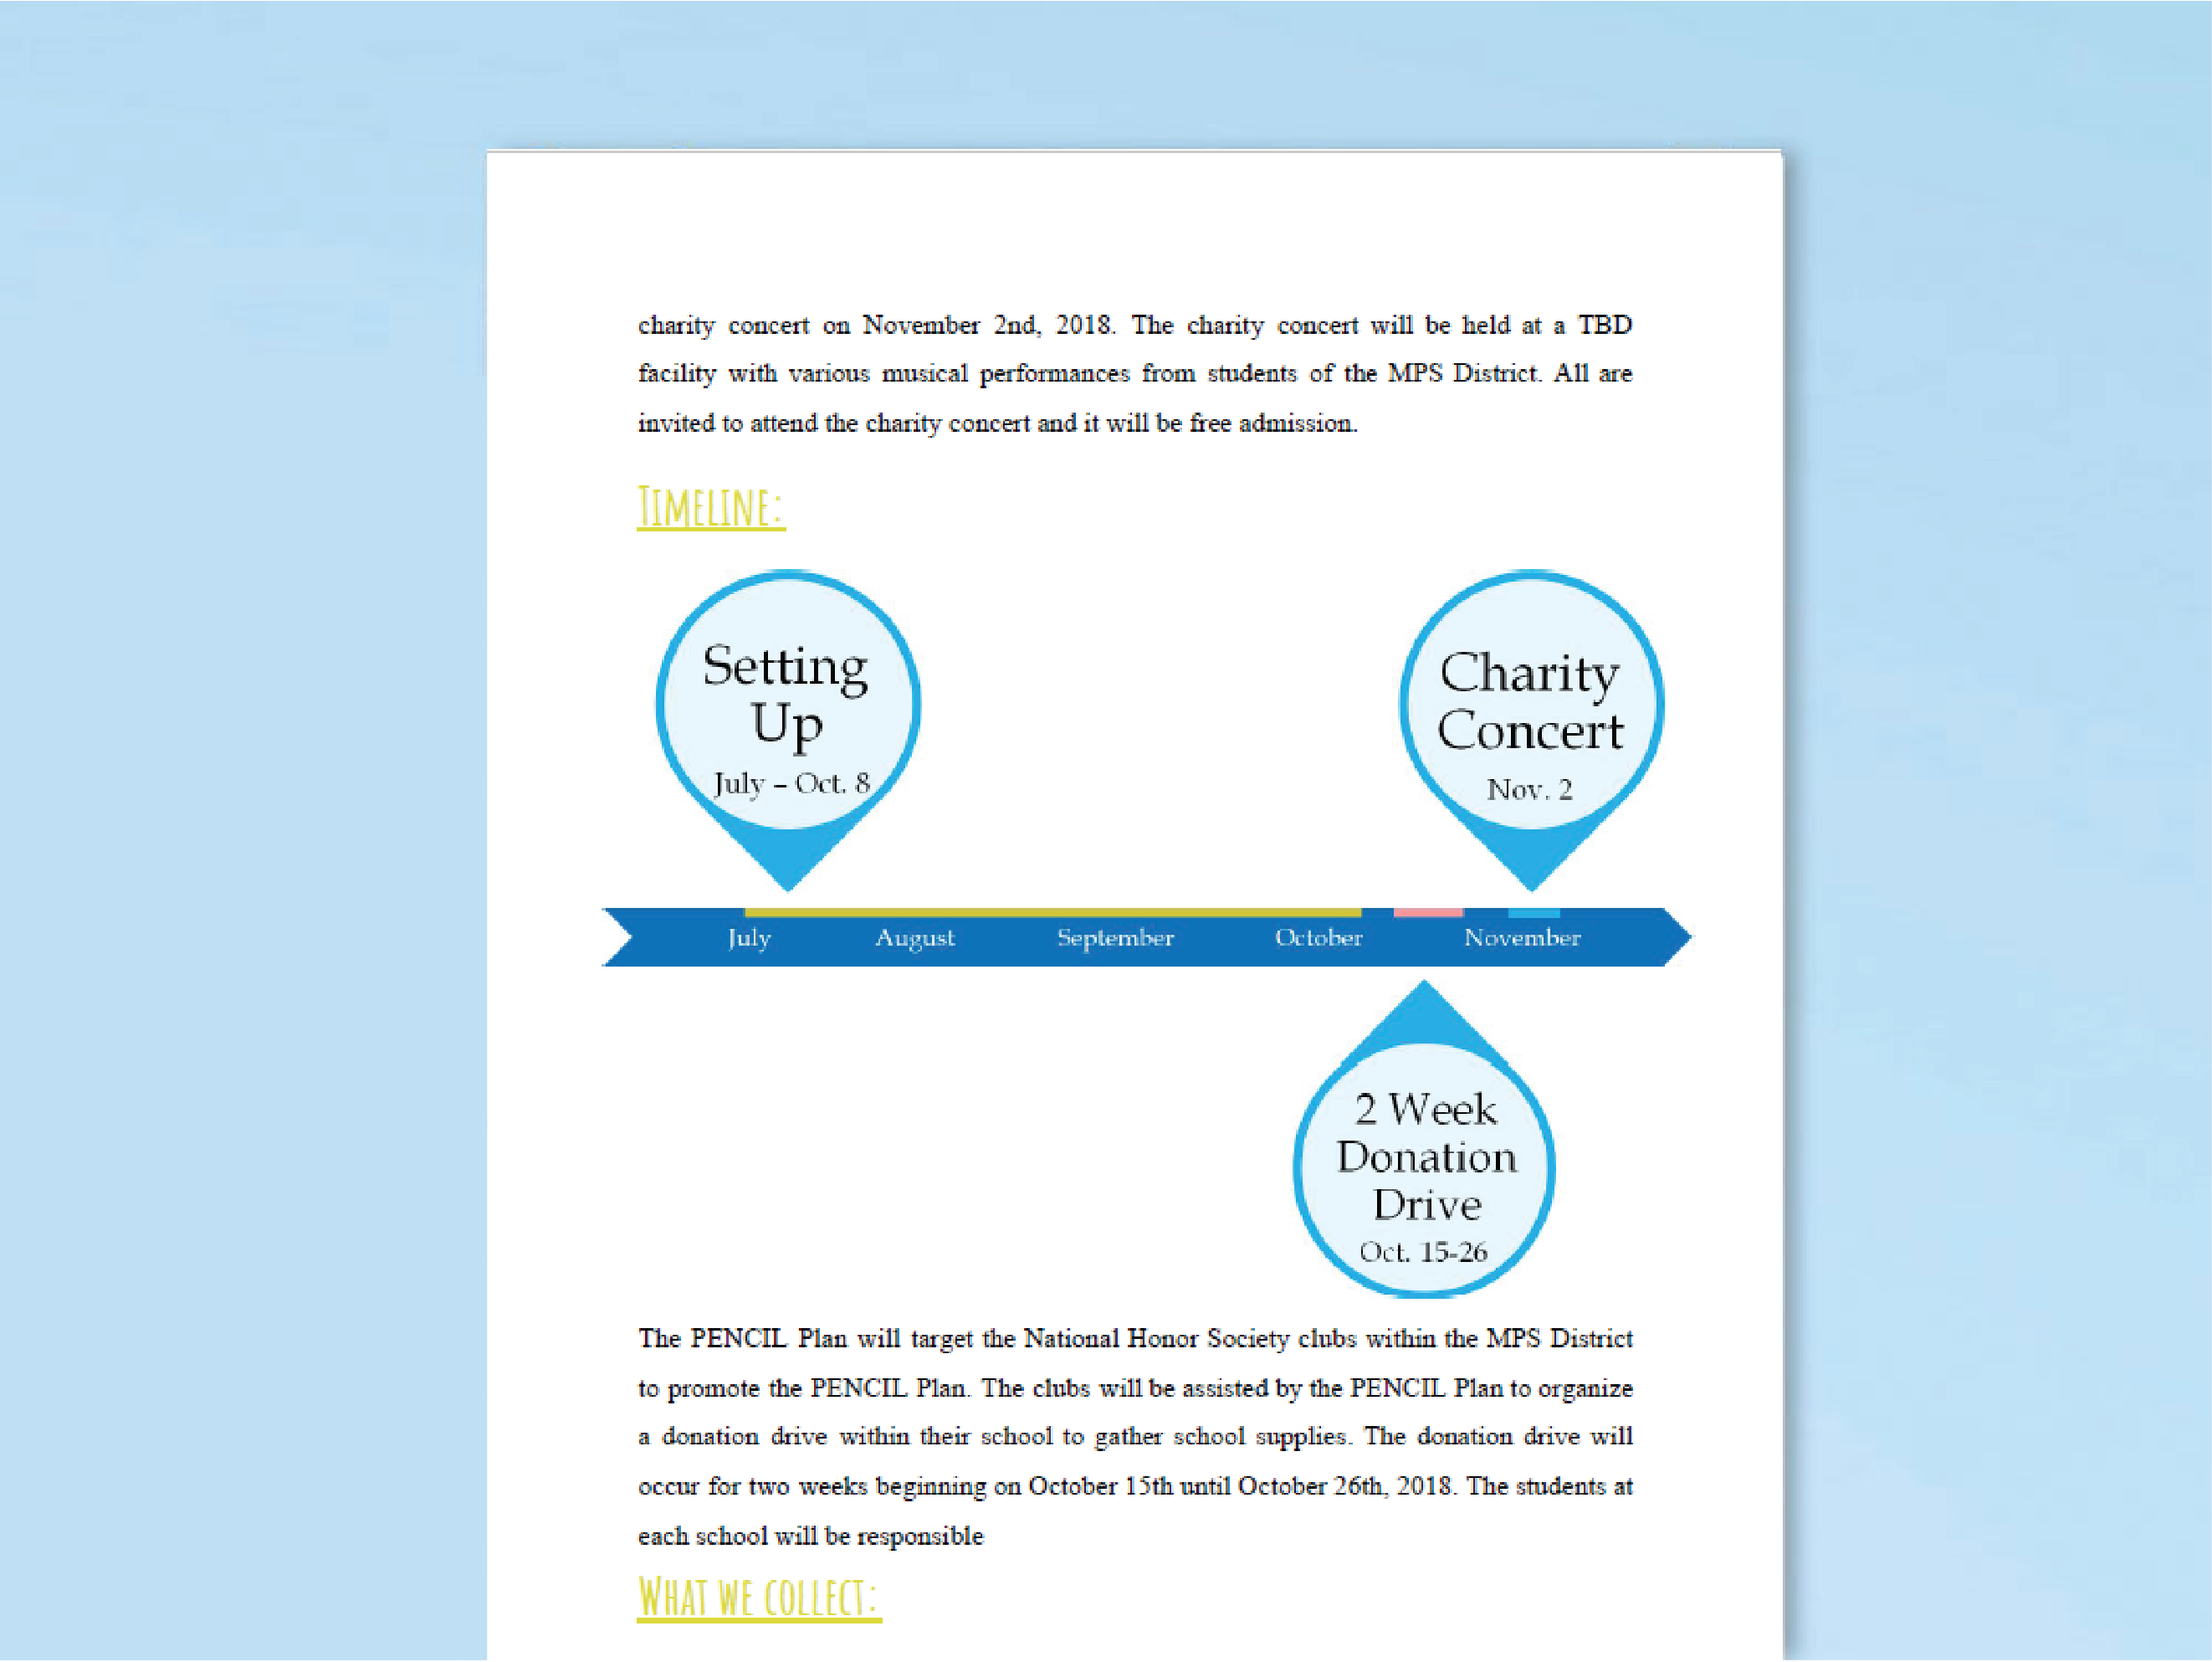 charity concert on November 2nd, 2018. The charity concert will be held at a TBD
facility with various musical performances from students of the MPS District. All are
invited to attend the charity concert and it will be free admission.
TIMELINE:
Setting
Up
July – Oct. 8
Charity
Concert
Nov. 2
July August September October November
2 Week
Donation
Drive
Oct. 15-26
The PENCIL Plan will target the National Honor Society clubs within the MPS District
to promote the PENCIL Plan. The clubs will be assisted by the PENCIL Plan to organize
a donation drive within their school to gather school supplies. The donation drive will
occur for two weeks beginning on October 15th until October 26th, 2018. The students at
each school will be responsible
WHAT WE COLLECT: